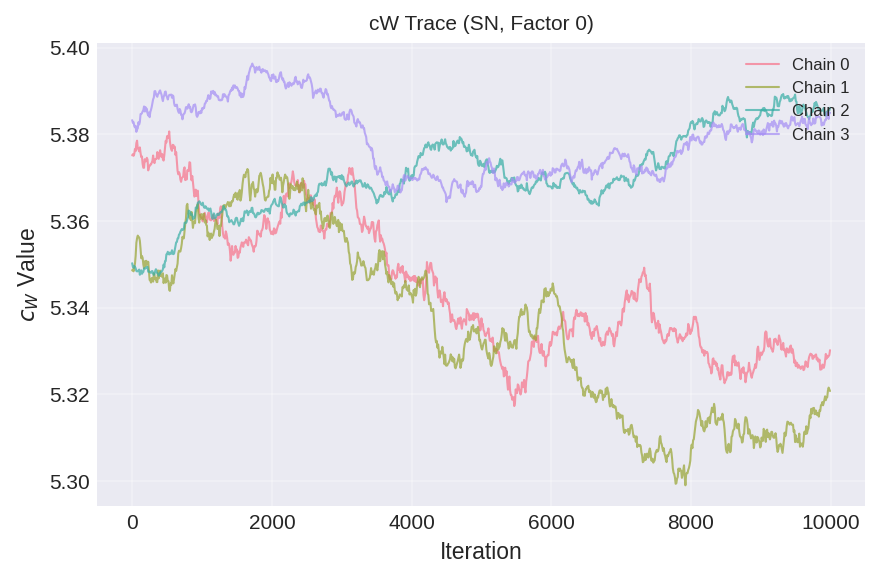 cW Trace (SN, Factor 0)
5.40
5.38
5.36
5.34
5.32
5.30
c_W Value
0
2000
4000
6000
8000
10000
Iteration
Chain 0
Chain 1
Chain 2
Chain 3